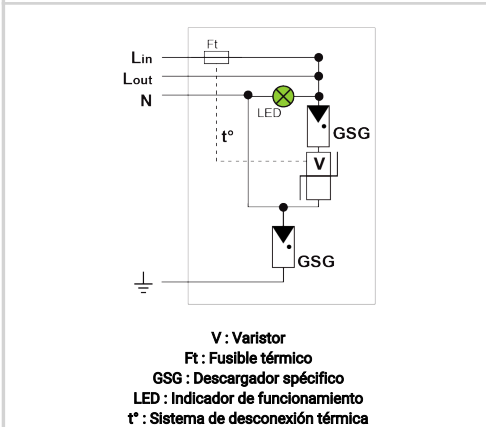 Ft
Lin
Lout
N
LED
GSG
t°
V
GSG
V : Varistor
Ft : Fusible térmico
GSG : Descargador spécifico
LED : Indicador de funcionamiento
t° : Sistema de desconexión térmica